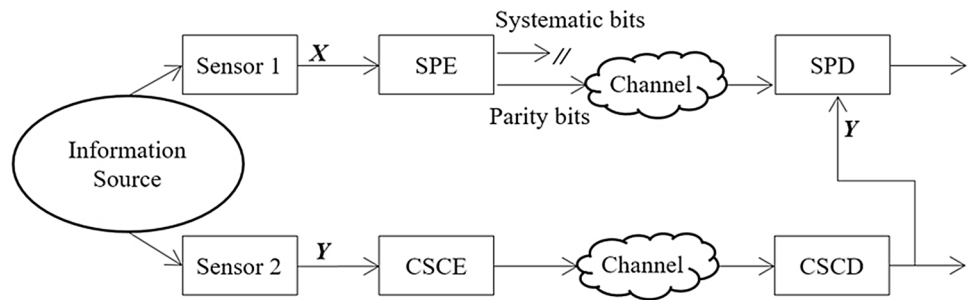 Systematic bits
Sensor 1
X
SPE
//
Channel
SPD
Parity bits
Y
Information
Source
Sensor 2
Y
CSCE
Channel
CSCD